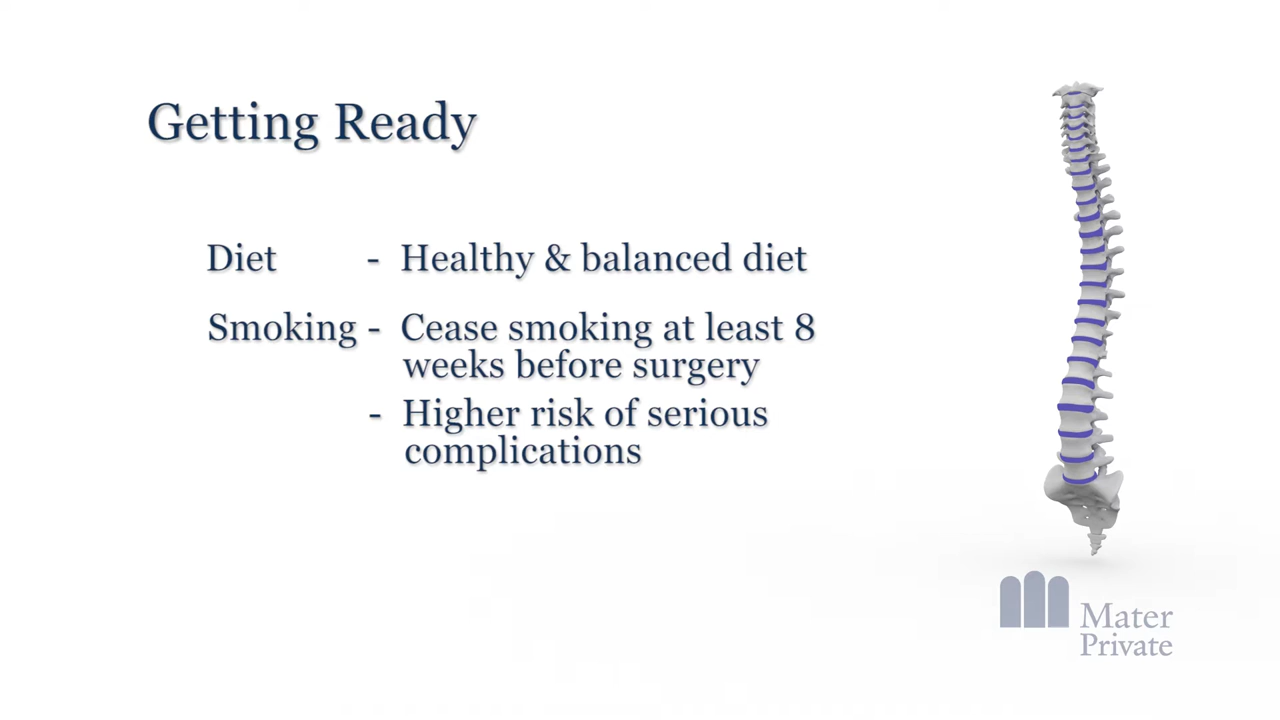 Getting Ready
Diet - Healthy & balanced diet
Smoking - Cease smoking at least 8
weeks before surgery
- Higher risk of serious
complications
Mater
Private